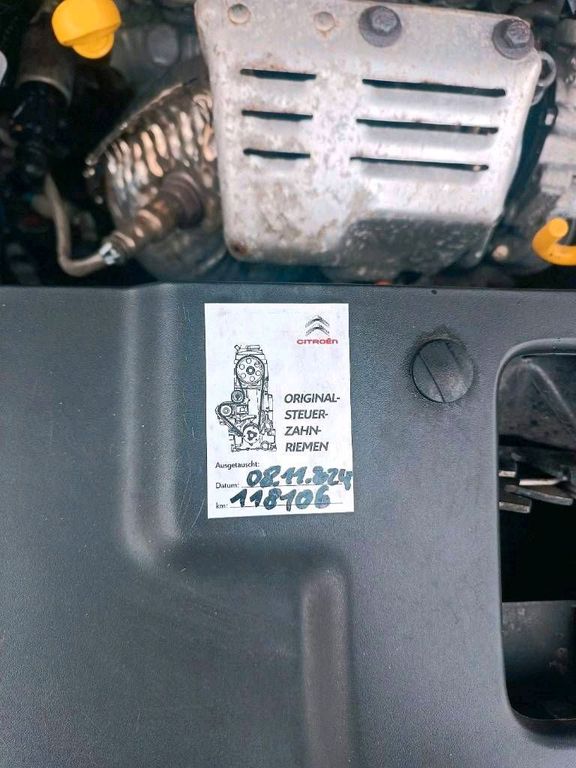 CITROËN
ORIGINAL-
STEUER-
ZAHN-
RIEMEN
Ausgetauscht:
Datum: 08.11.2024
km: 118106